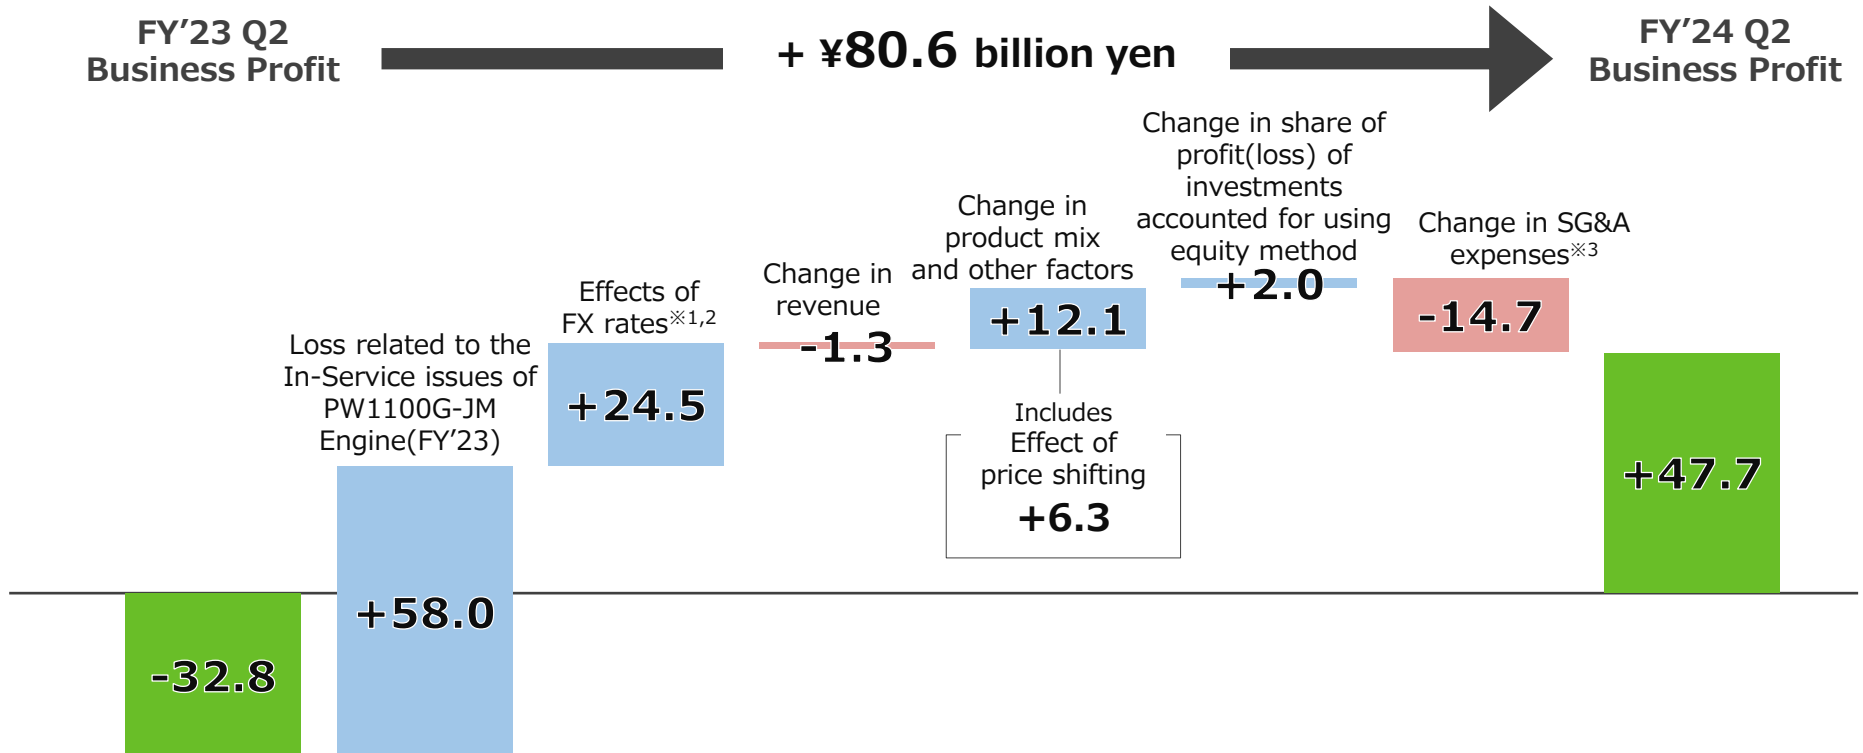 FY’23 Q2
Business Profit
+ ¥80.6 billion yen
FY’24 Q2
Business Profit
-32.8
Loss related to the
In-Service issues of
PW1100G-JM
Engine(FY’23)
+58.0
Effects of
FX rates※1,2
+24.5
Change in
revenue
-1.3
Change in
product mix
and other factors
+12.1
Includes
Effect of
price shifting
+6.3
Change in share of
profit(loss) of
investments
accounted for using
equity method
+2.0
Change in SG&A
expenses※3
-14.7
+47.7